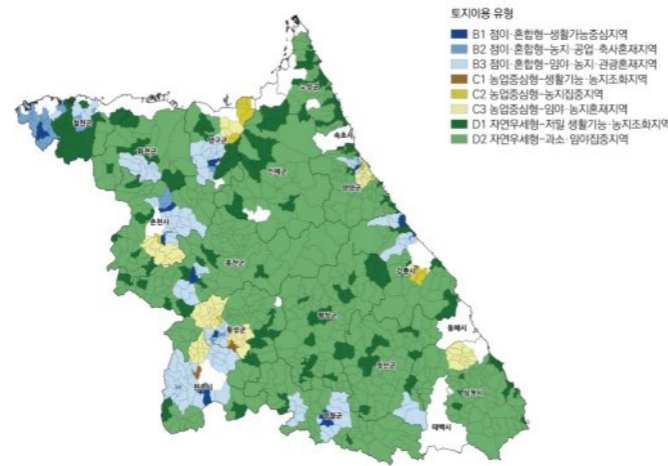 토지이용 유형
B1 점이·혼합형-생활기능중심지역
B2 점이·혼합형-농지·공업·축사혼재지역
B3 점이·혼합형-임야·농지·관광혼재지역
C1 농업중심형-생활기능·농지조화지역
C2 농업중심형-농지집중지역
C3 농업중심형-임야·농지혼재지역
D1 자연우세형-저밀 생활기능·농지조화지역
D2 자연우세형-과소·임야집중지역
고성군
속초시
철원군
양구군
화천군
인제군
양양군
춘천시
홍천군
강릉시
동해시
횡성군
평창군
정선군
원주시
삼척시
영월군
태백시